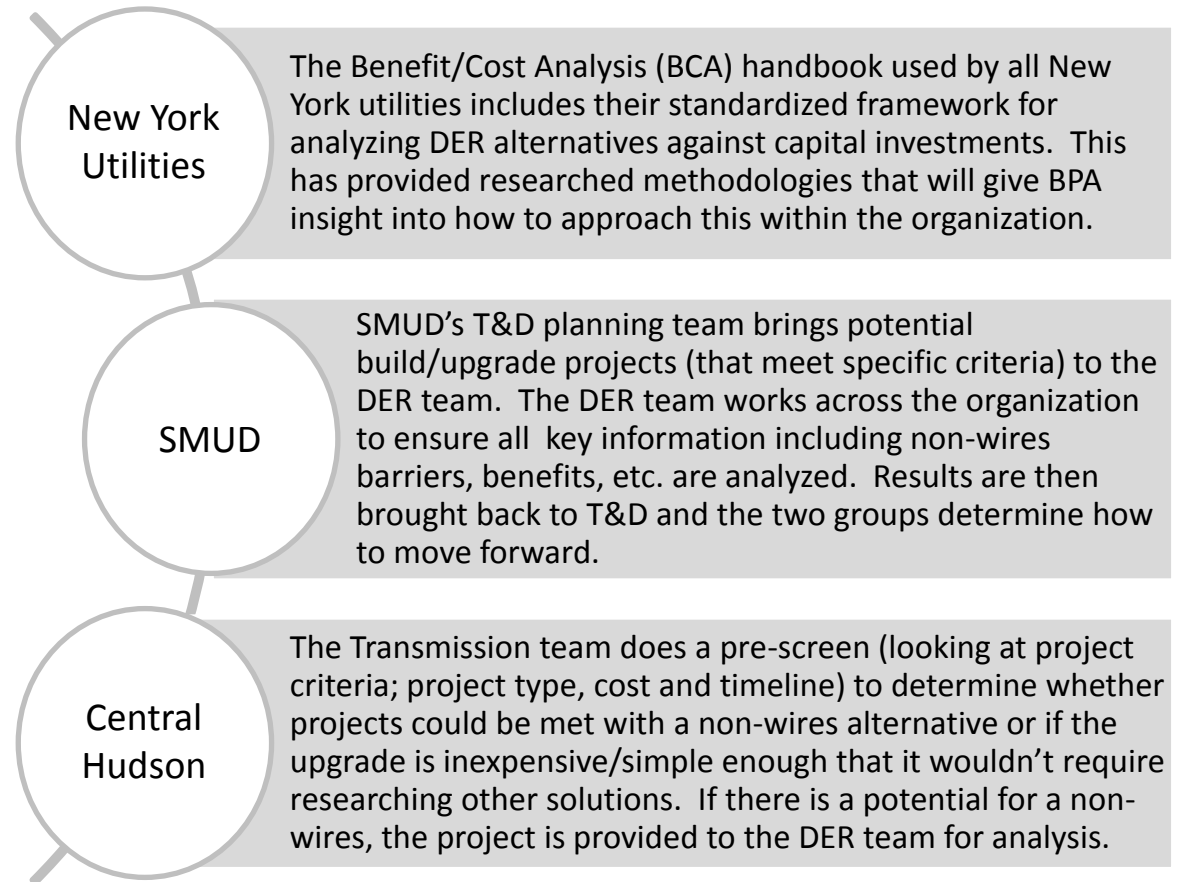 New York
Utilities
The Benefit/Cost Analysis (BCA) handbook used by all New
York utilities includes their standardized framework for
analyzing DER alternatives against capital investments.  This
has provided researched methodologies that will give BPA
insight into how to approach this within the organization.
SMUD
SMUD’s T&D planning team brings potential
build/upgrade projects (that meet specific criteria) to the
DER team.  The DER team works across the organization
to ensure all  key information including non-wires
barriers, benefits, etc. are analyzed.  Results are then
brought back to T&D and the two groups determine how
to move forward.
Central
Hudson
The Transmission team does a pre-screen (looking at project
criteria; project type, cost and timeline) to determine whether
projects could be met with a non-wires alternative or if the
upgrade is inexpensive/simple enough that it wouldn’t require
researching other solutions.  If there is a potential for a non-
wires, the project is provided to the DER team for analysis.